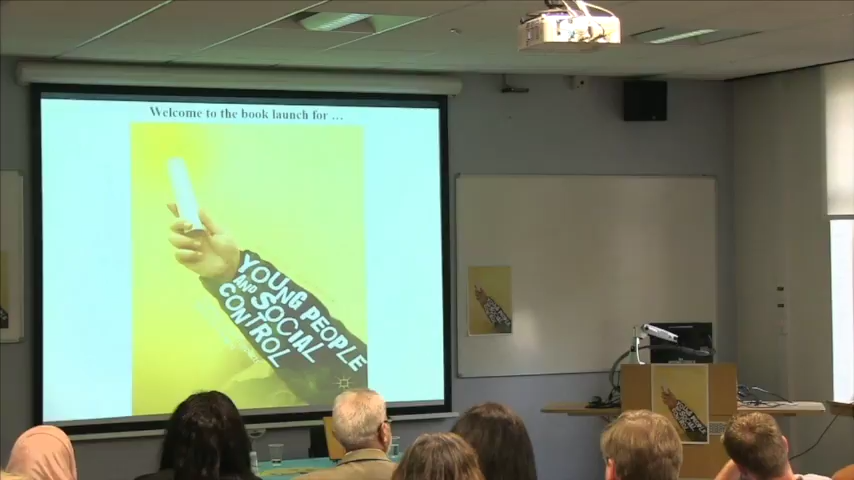 Welcome to the book launch for ...
YOUNG PEOPLE
AND SOCIAL
CONTROL